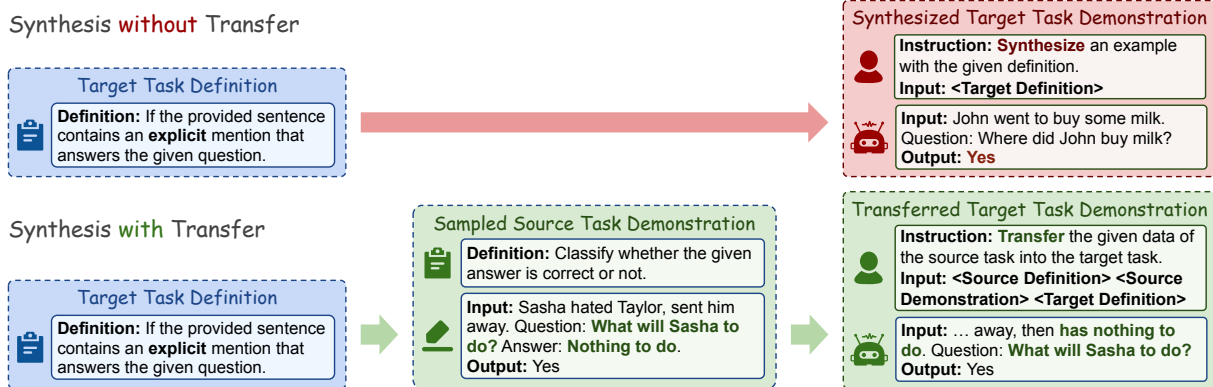 Synthesis without Transfer
Target Task Definition
Definition: If the provided sentence
contains an explicit mention that
answers the given question.
Synthesized Target Task Demonstration
Instruction: Synthesize an example
with the given definition.
Input: <Target Definition>
Input: John went to buy some milk.
Question: Where did John buy milk?
Output: Yes
Synthesis with Transfer
Target Task Definition
Definition: If the provided sentence
contains an explicit mention that
answers the given question.
Sampled Source Task Demonstration
Definition: Classify whether the given
answer is correct or not.
Input: Sasha hated Taylor, sent him
away. Question: What will Sasha to
do? Answer: Nothing to do.
Output: Yes
Transferred Target Task Demonstration
Instruction: Transfer the given data of
the source task into the target task.
Input: <Source Definition> <Source
Demonstration> <Target Definition>
Input: … away, then has nothing to
do. Question: What will Sasha to do?
Output: Yes